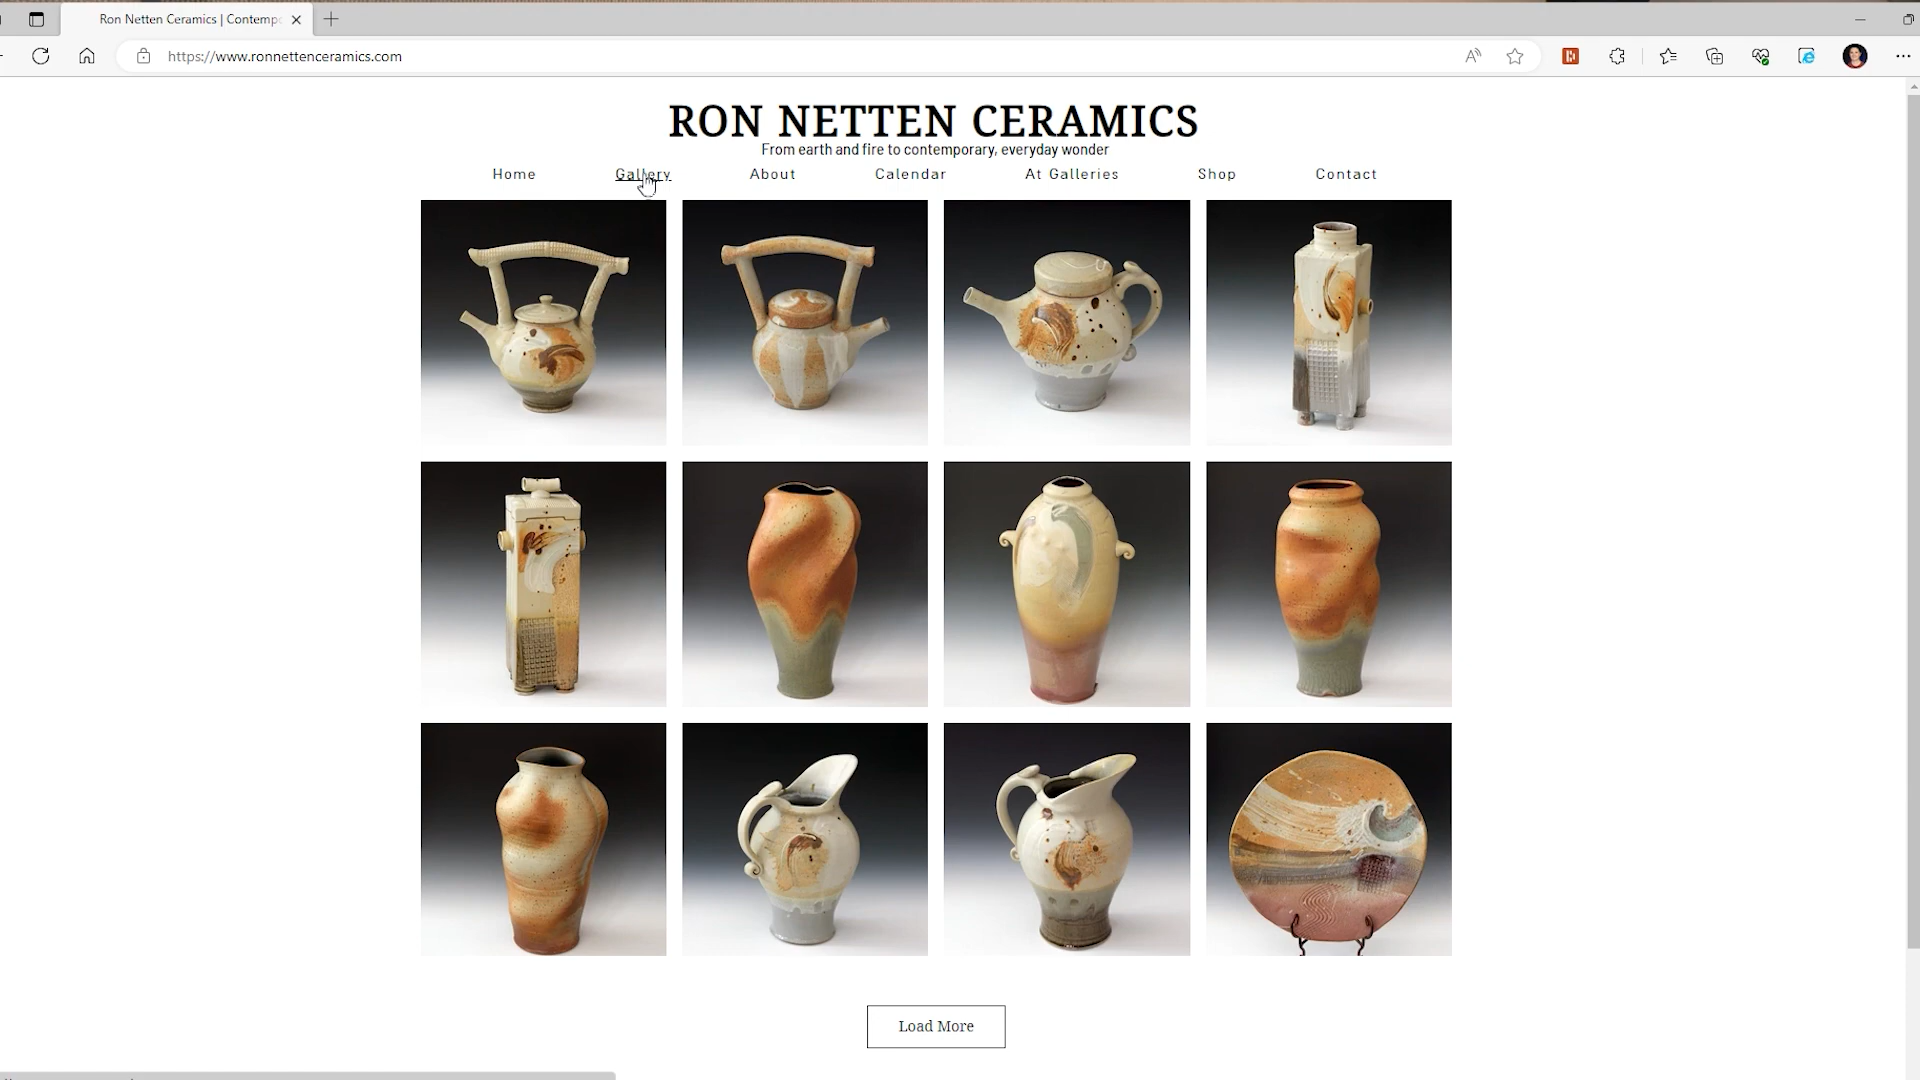 Ron Netten Ceramics | Contemp
https://www.ronnettenceramics.com
RON NETTEN CERAMICS
From earth and fire to contemporary, everyday wonder
Home Gallery About Calendar At Galleries Shop Contact
Load More